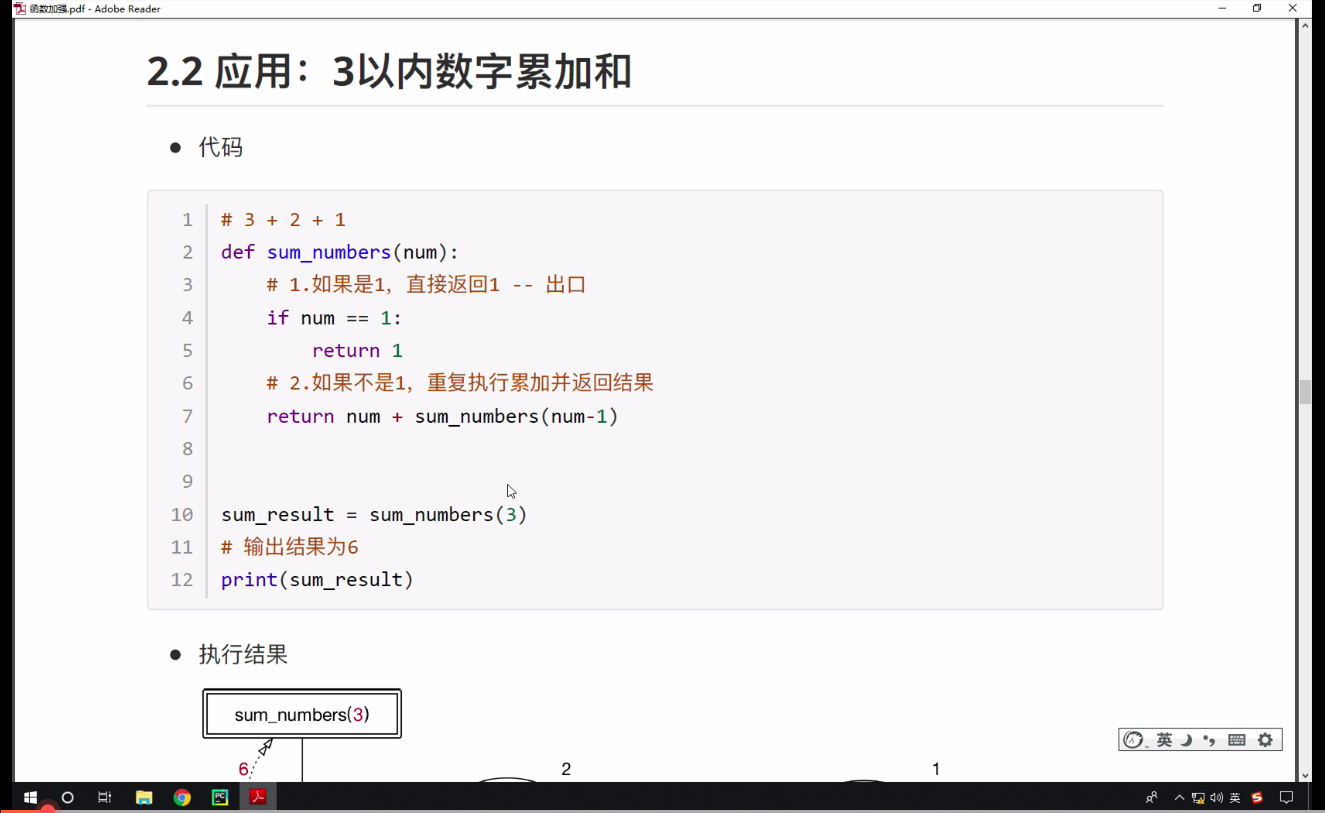 函数加强.pdf - Adobe Reader
2.2 应用：3以内数字累加和
● 代码
1 # 3 + 2 + 1
2 def sum_numbers(num):
3 # 1.如果是1，直接返回1 -- 出口
4 if num == 1:
5 return 1
6 # 2.如果不是1，重复执行累加并返回结果
7 return num + sum_numbers(num-1)
8
9
10 sum_result = sum_numbers(3)
11 # 输出结果为6
12 print(sum_result)
● 执行结果
sum_numbers(3)
英
6 2 1
PC 英